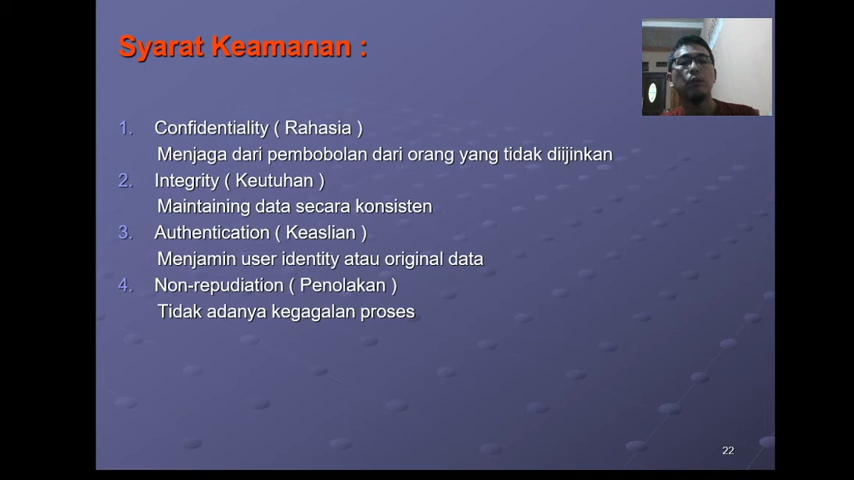 Syarat Keamanan :
1. Confidentiality ( Rahasia )
Menjaga dari pembobolan dari orang yang tidak diijinkan
2. Integrity ( Keutuhan )
Maintaining data secara konsisten
3. Authentication ( Keaslian )
Menjamin user identity atau original data
4. Non-repudiation ( Penolakan )
Tidak adanya kegagalan proses
22